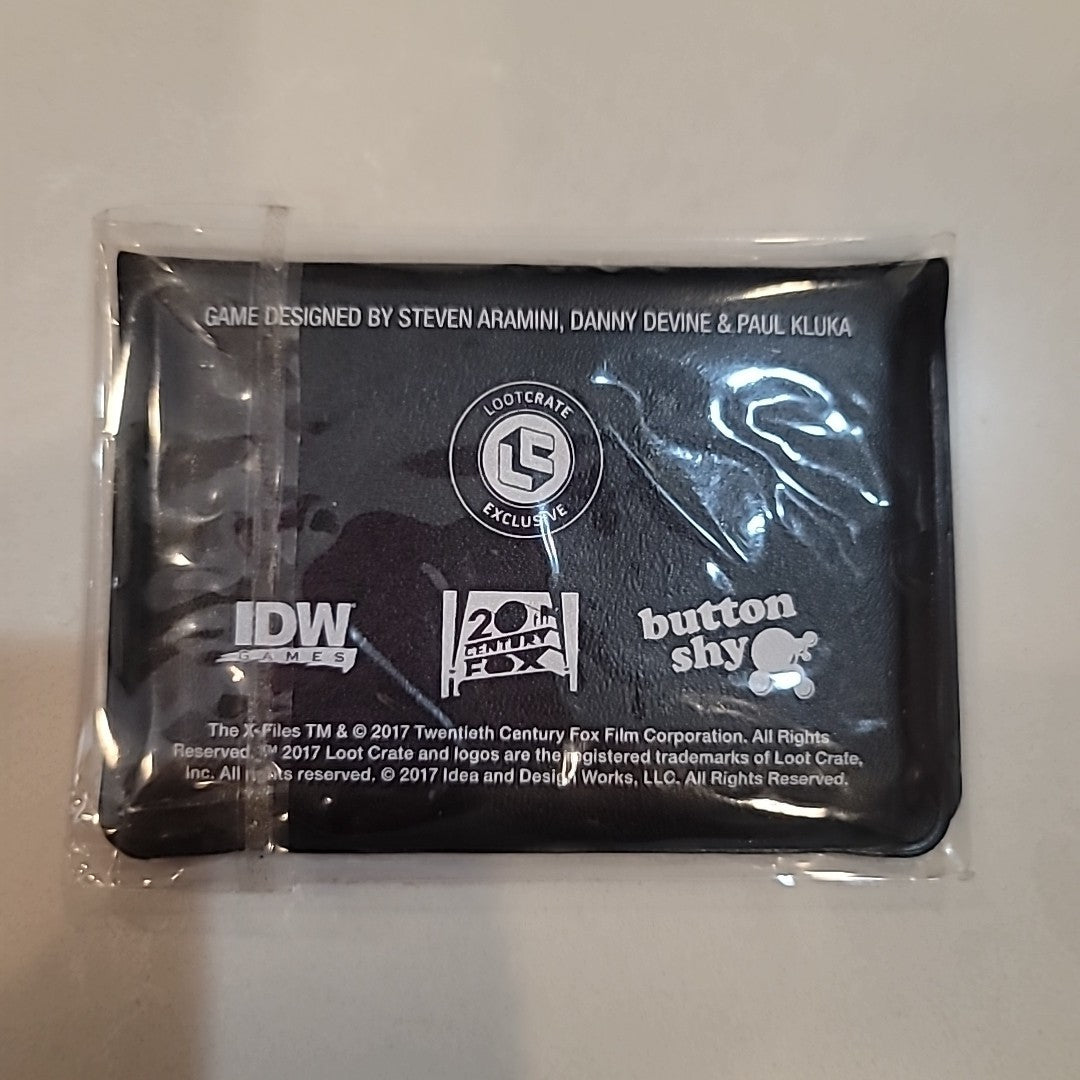 GAME DESIGNED BY STEVEN ARAMINI, DANNY DEVINE & PAUL KLUKA
LOOTCRATE
LC
EXCLUSIVE
IDW
GAMES
20th
CENTURY
FOX
button
shy
The X-Files TM & © 2017 Twentieth Century Fox Film Corporation. All Rights
Reserved. TM 2017 Loot Crate and logos are the registered trademarks of Loot Crate,
Inc. All rights reserved. © 2017 Idea and Design Works, LLC. All Rights Reserved.